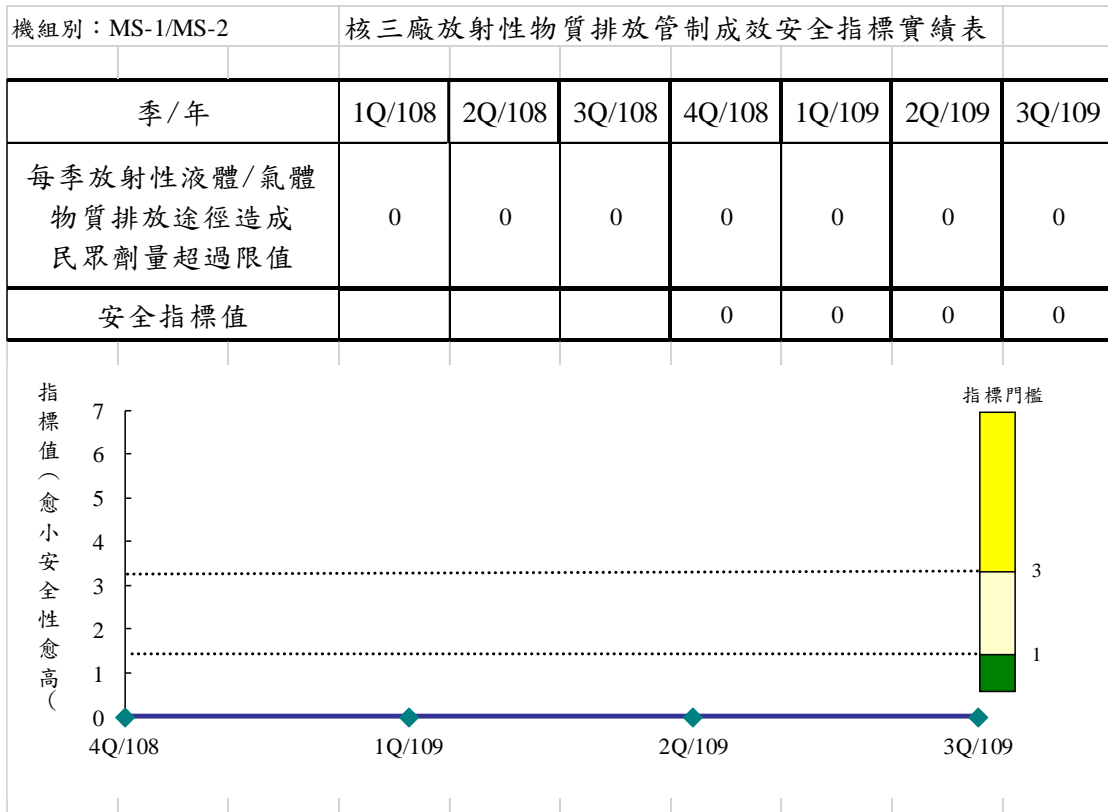 機組別：MS-1/MS-2 核三廠放射性物質排放管制成效安全指標實績表
季/年 1Q/108 2Q/108 3Q/108 4Q/108 1Q/109 2Q/109 3Q/109
每季放射性液體/氣體
物質排放途徑造成
民眾劑量超過限值
0 0 0 0 0 0 0
安全指標值 0 0 0 0
指標值（愈小安全性愈高（
指標門檻
7
6
5
4
3
2
1
0
3
1
4Q/108 1Q/109 2Q/109 3Q/109